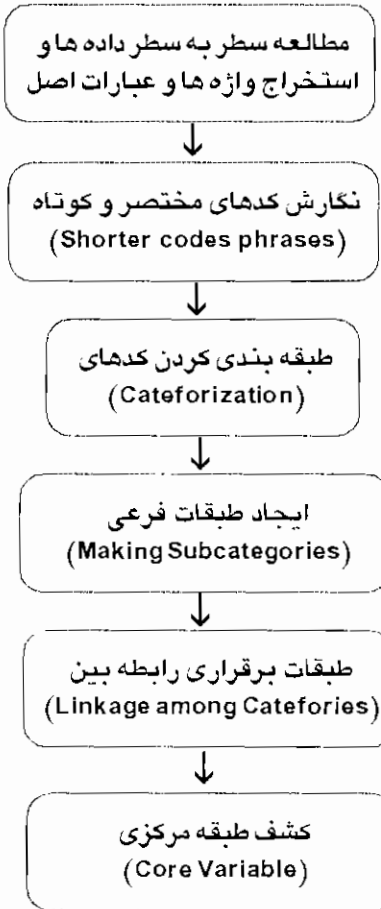 مطالعه سطر به سطر داده ها و
استخراج واژه ها و عبارات اصل
نگارش کدهای مختصر و کوتاه
(Shorter codes phrases)
طبقه بندی کردن کدهای
(Cateforization)
ایجاد طبقات فرعی
(Making Subcategories)
طبقات برقراری رابطه بین
(Linkage among Catefories)
کشف طبقه مرکزی
(Core Variable)